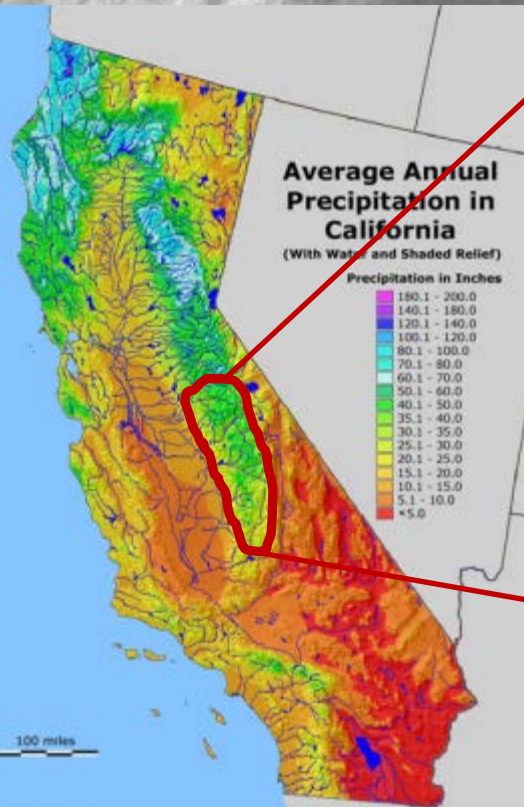 Average Annual
Precipitation in
California
(With Water and Shaded Relief)
Precipitation in Inches
180.1 - 200.0
140.1 - 180.0
120.1 - 140.0
100.1 - 120.0
80.1 - 100.0
70.1 - 80.0
60.1 - 70.0
50.1 - 60.0
40.1 - 50.0
35.1 - 40.0
30.1 - 35.0
25.1 - 30.0
20.1 - 25.0
15.1 - 20.0
10.1 - 15.0
5.1 - 10.0
<5.0
100 miles